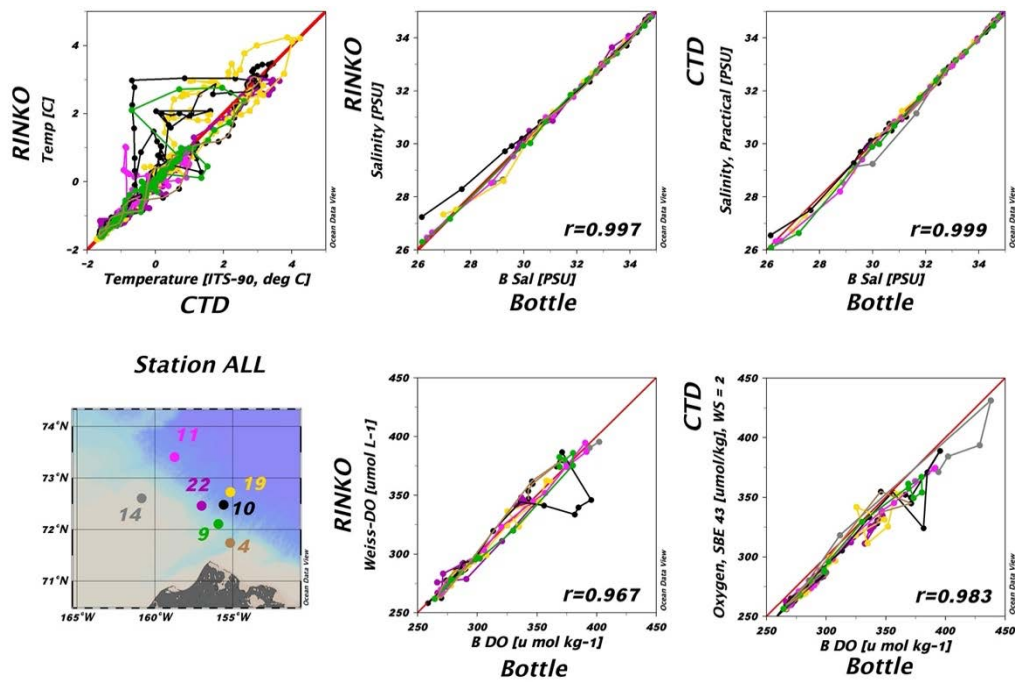 RINKO
Temp [C]
4
2
0
-2
-2 0 2 4
Temperature [ITS-90, deg C]
CTD
Ocean Data View
RINKO
Salinity [PSU]
34
32
30
28
26
26 28 30 32 34
B Sal [PSU]
Bottle
r=0.997
Ocean Data View
CTD
Salinity, Practical [PSU]
34
32
30
28
26
26 28 30 32 34
B Sal [PSU]
Bottle
r=0.999
Ocean Data View
Station ALL
74°N
73°N
72°N
71°N
165°W 160°W 155°W
11
22
19
14
10
9
4
Ocean Data View
RINKO
Weiss-DO [umol L-1]
450
400
350
300
250
250 300 350 400 450
B DO [u mol kg-1]
Bottle
r=0.967
Ocean Data View
CTD
Oxygen, SBE 43 [umol/kg], WS = 2
450
400
350
300
250
250 300 350 400 450
B DO [u mol kg-1]
Bottle
r=0.983
Ocean Data View